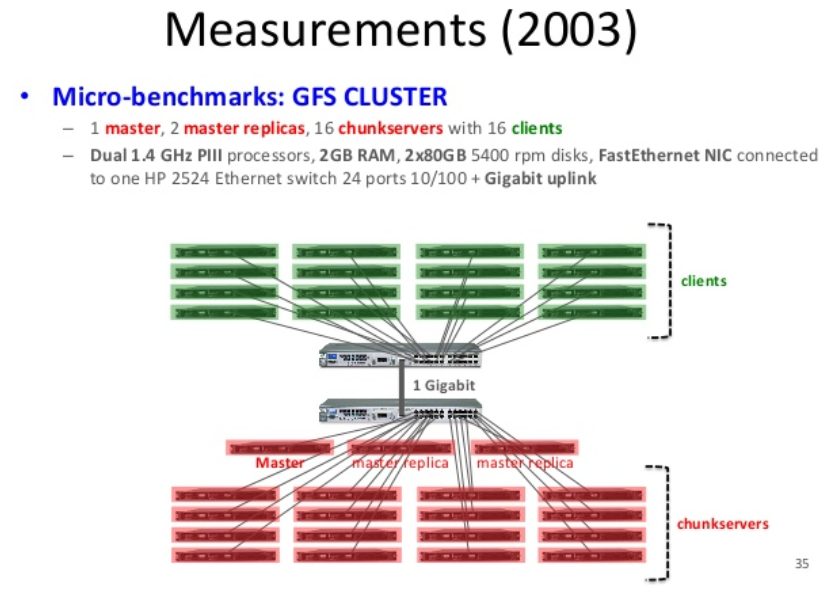 Measurements (2003)
• Micro-benchmarks: GFS CLUSTER
– 1 master, 2 master replicas, 16 chunkservers with 16 clients
– Dual 1.4 GHz PIII processors, 2GB RAM, 2x80GB 5400 rpm disks, FastEthernet NIC connected
to one HP 2524 Ethernet switch 24 ports 10/100 + Gigabit uplink
clients
1 Gigabit
Master master replica master replica
chunkservers
35